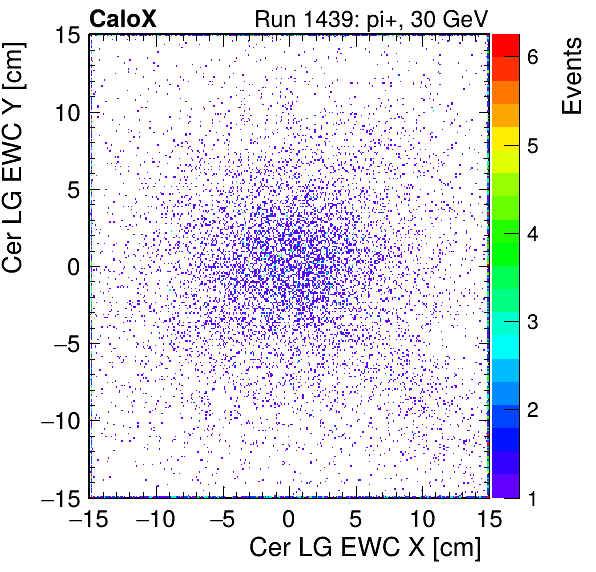 CaloX Run 1439: pi+, 30 GeV
Cer LG EWC Y [cm]
15
10
5
0
−5
−10
−15
−15 −10 −5 0 5 10 15
Cer LG EWC X [cm]
Events
6
5
4
3
2
1